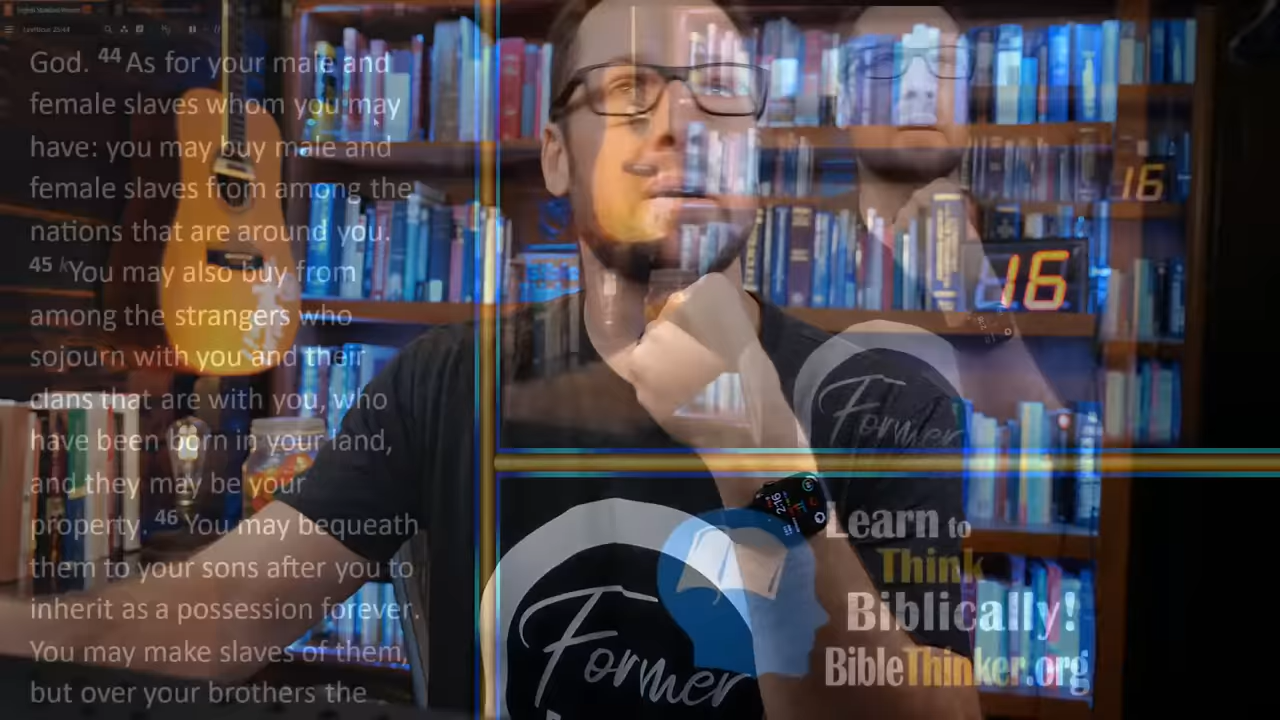 Leviticus 25:44
God. 44 As for your male and
female slaves whom you may
have: you may buy male and
female slaves from among the
nations that are around you.
45 k You may also buy from
among the strangers who
sojourn with you and their
clans that are with you, who
have been born in your land,
and they may be your
property. 46 You may bequeath
them to your sons after you to
inherit as a possession forever.
You may make slaves of them,
but over your brothers the
16
16
Former
2:16
Former
Learn to
Think
Biblically!
BibleThinker.org